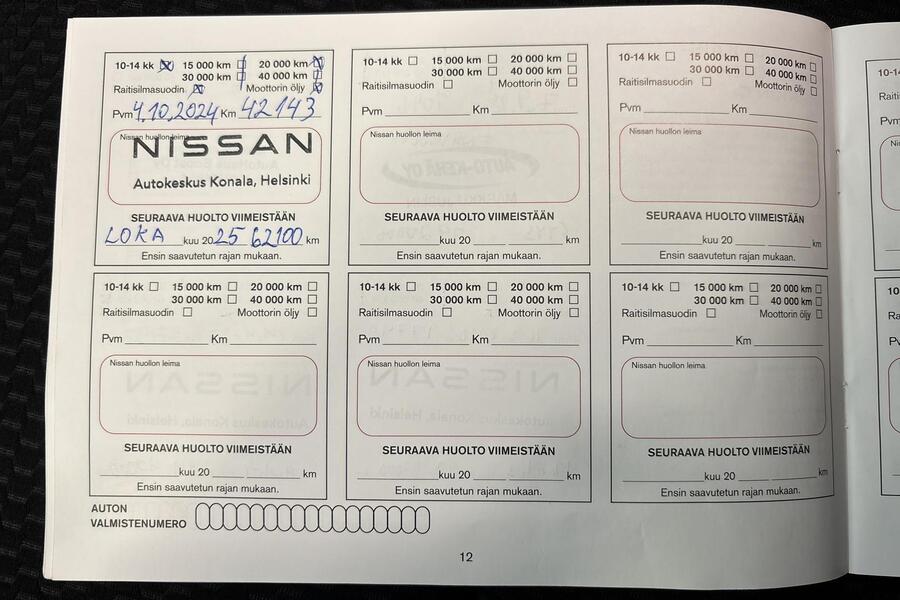 10-14 kk 15 000 km 20 000 km
30 000 km 40 000 km
Raitisilmasuodin Moottorin öljy
Pvm 4.10.2024 Km 42143
Nissan huollon leima
NISSAN
Autokeskus Konala, Helsinki
SEURAAVA HUOLTO VIIMEISTÄÄN
LOKA kuu 2025 62100 km
Ensin saavutetun rajan mukaan.
10-14 kk 15 000 km 20 000 km
30 000 km 40 000 km
Raitisilmasuodin Moottorin öljy
Pvm Km
Nissan huollon leima
SEURAAVA HUOLTO VIIMEISTÄÄN
kuu 20 km
Ensin saavutetun rajan mukaan.
10-14 kk 15 000 km 20 000 km
30 000 km 40 000 km
Raitisilmasuodin Moottorin öljy
Pvm Km
Nissan huollon leima
SEURAAVA HUOLTO VIIMEISTÄÄN
kuu 20 km
Ensin saavutetun rajan mukaan.
10-14 kk 15 000 km 20 000 km
30 000 km 40 000 km
Raitisilmasuodin Moottorin öljy
Pvm Km
Nissan huollon leima
SEURAAVA HUOLTO VIIMEISTÄÄN
kuu 20 km
Ensin saavutetun rajan mukaan.
10-14 kk 15 000 km 20 000 km
30 000 km 40 000 km
Raitisilmasuodin Moottorin öljy
Pvm Km
Nissan huollon leima
SEURAAVA HUOLTO VIIMEISTÄÄN
kuu 20 km
Ensin saavutetun rajan mukaan.
10-14 kk 15 000 km 20 000 km
30 000 km 40 000 km
Raitisilmasuodin Moottorin öljy
Pvm Km
Nissan huollon leima
SEURAAVA HUOLTO VIIMEISTÄÄN
kuu 20 km
Ensin saavutetun rajan mukaan.
AUTON
VALMISTENUMERO
12